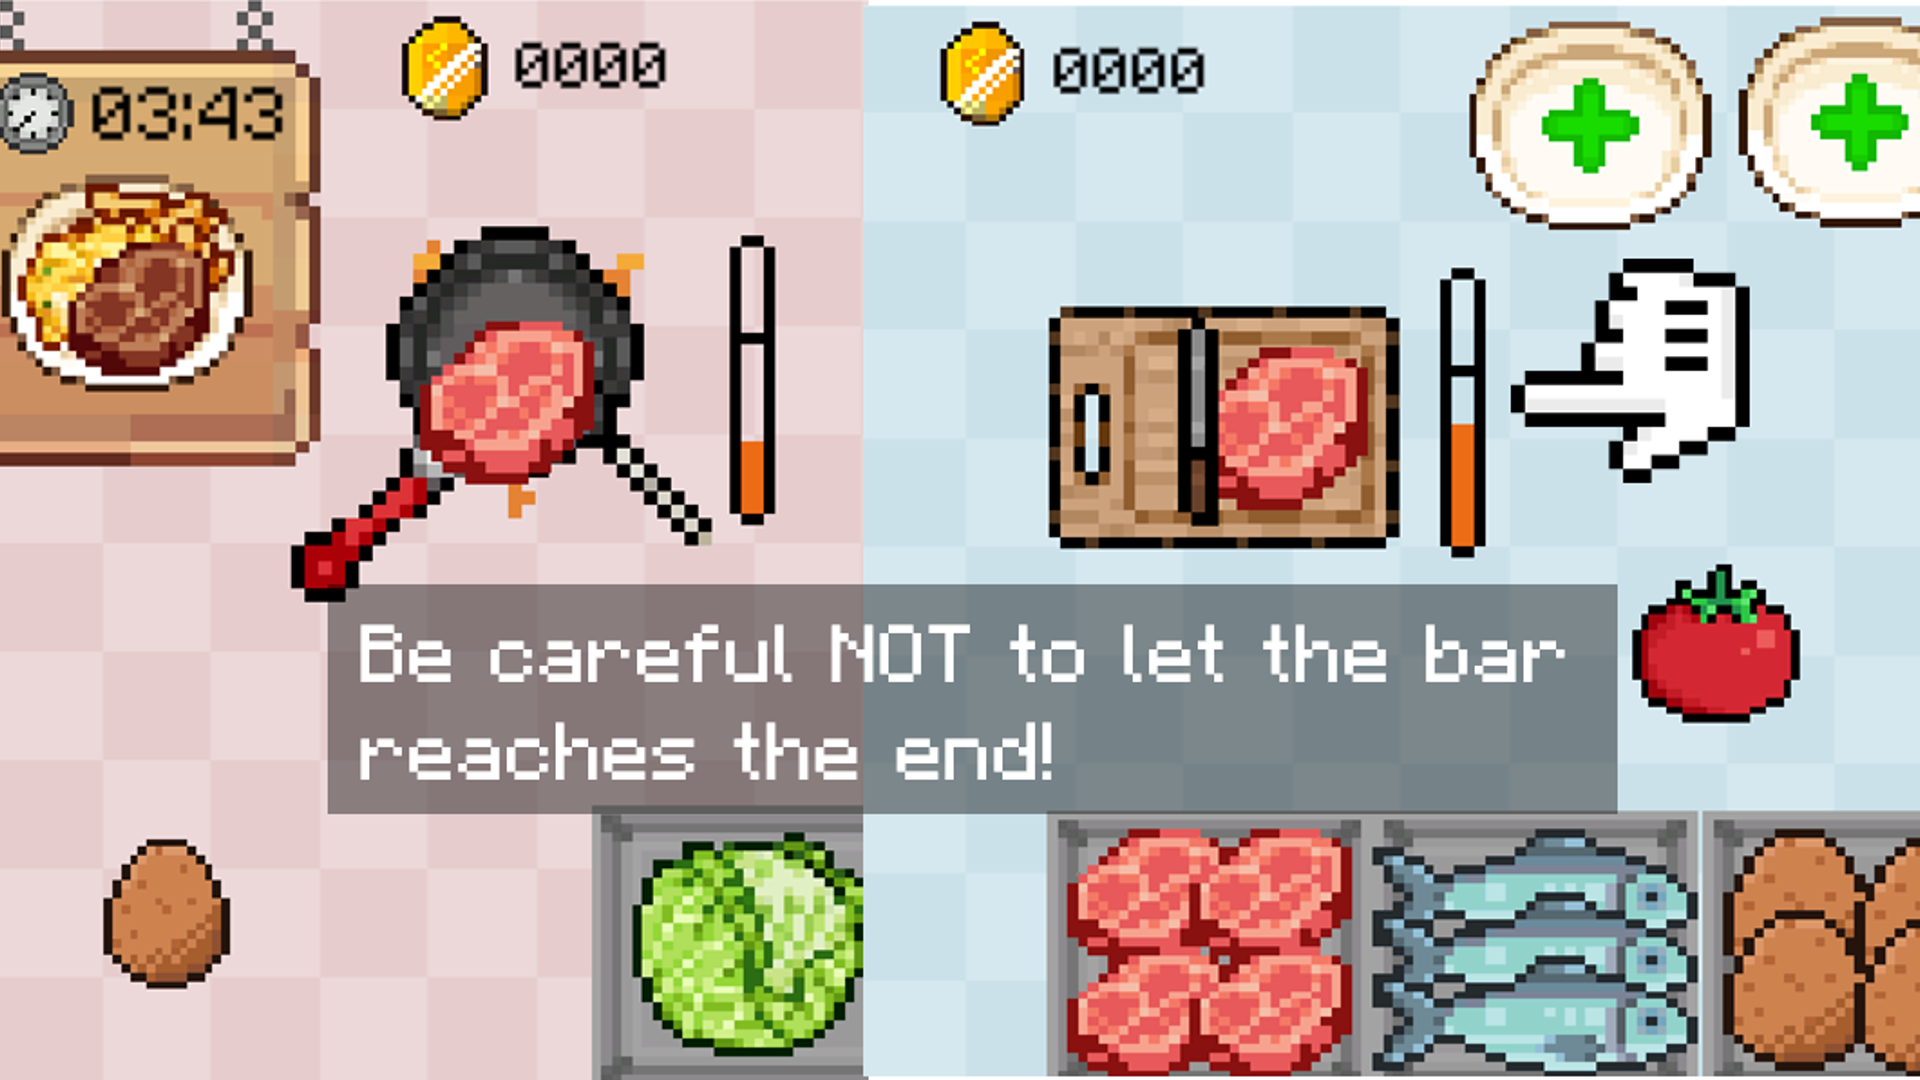 03:43
0000
0000
Be careful NOT to let the bar
reaches the end!